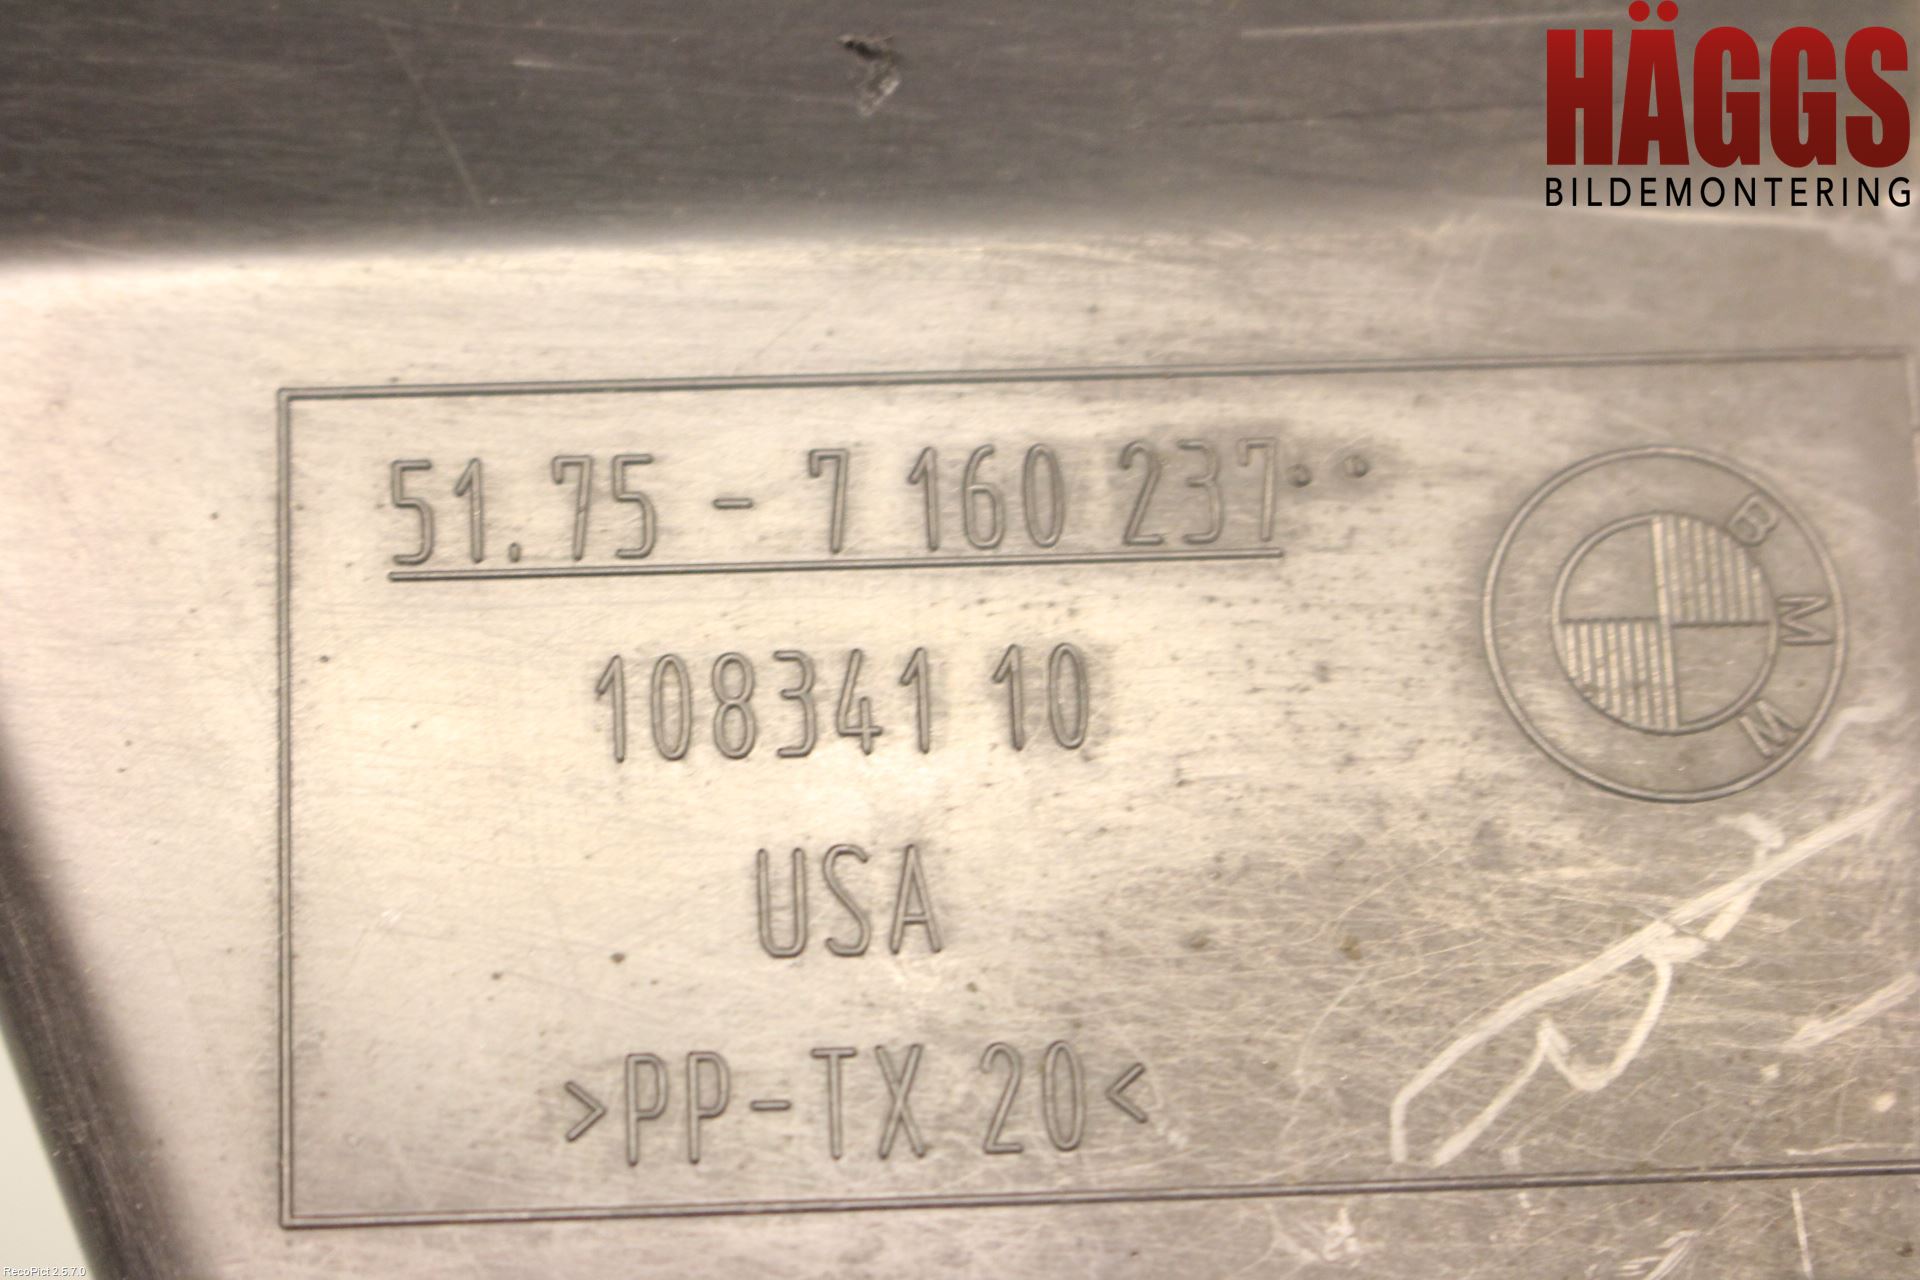 HÄGGS
BILDEMONTERING
51.75 - 7 160 237..
108341 10
USA
>PP-TX 20<
BMW
RecoPict 2.5.7.0